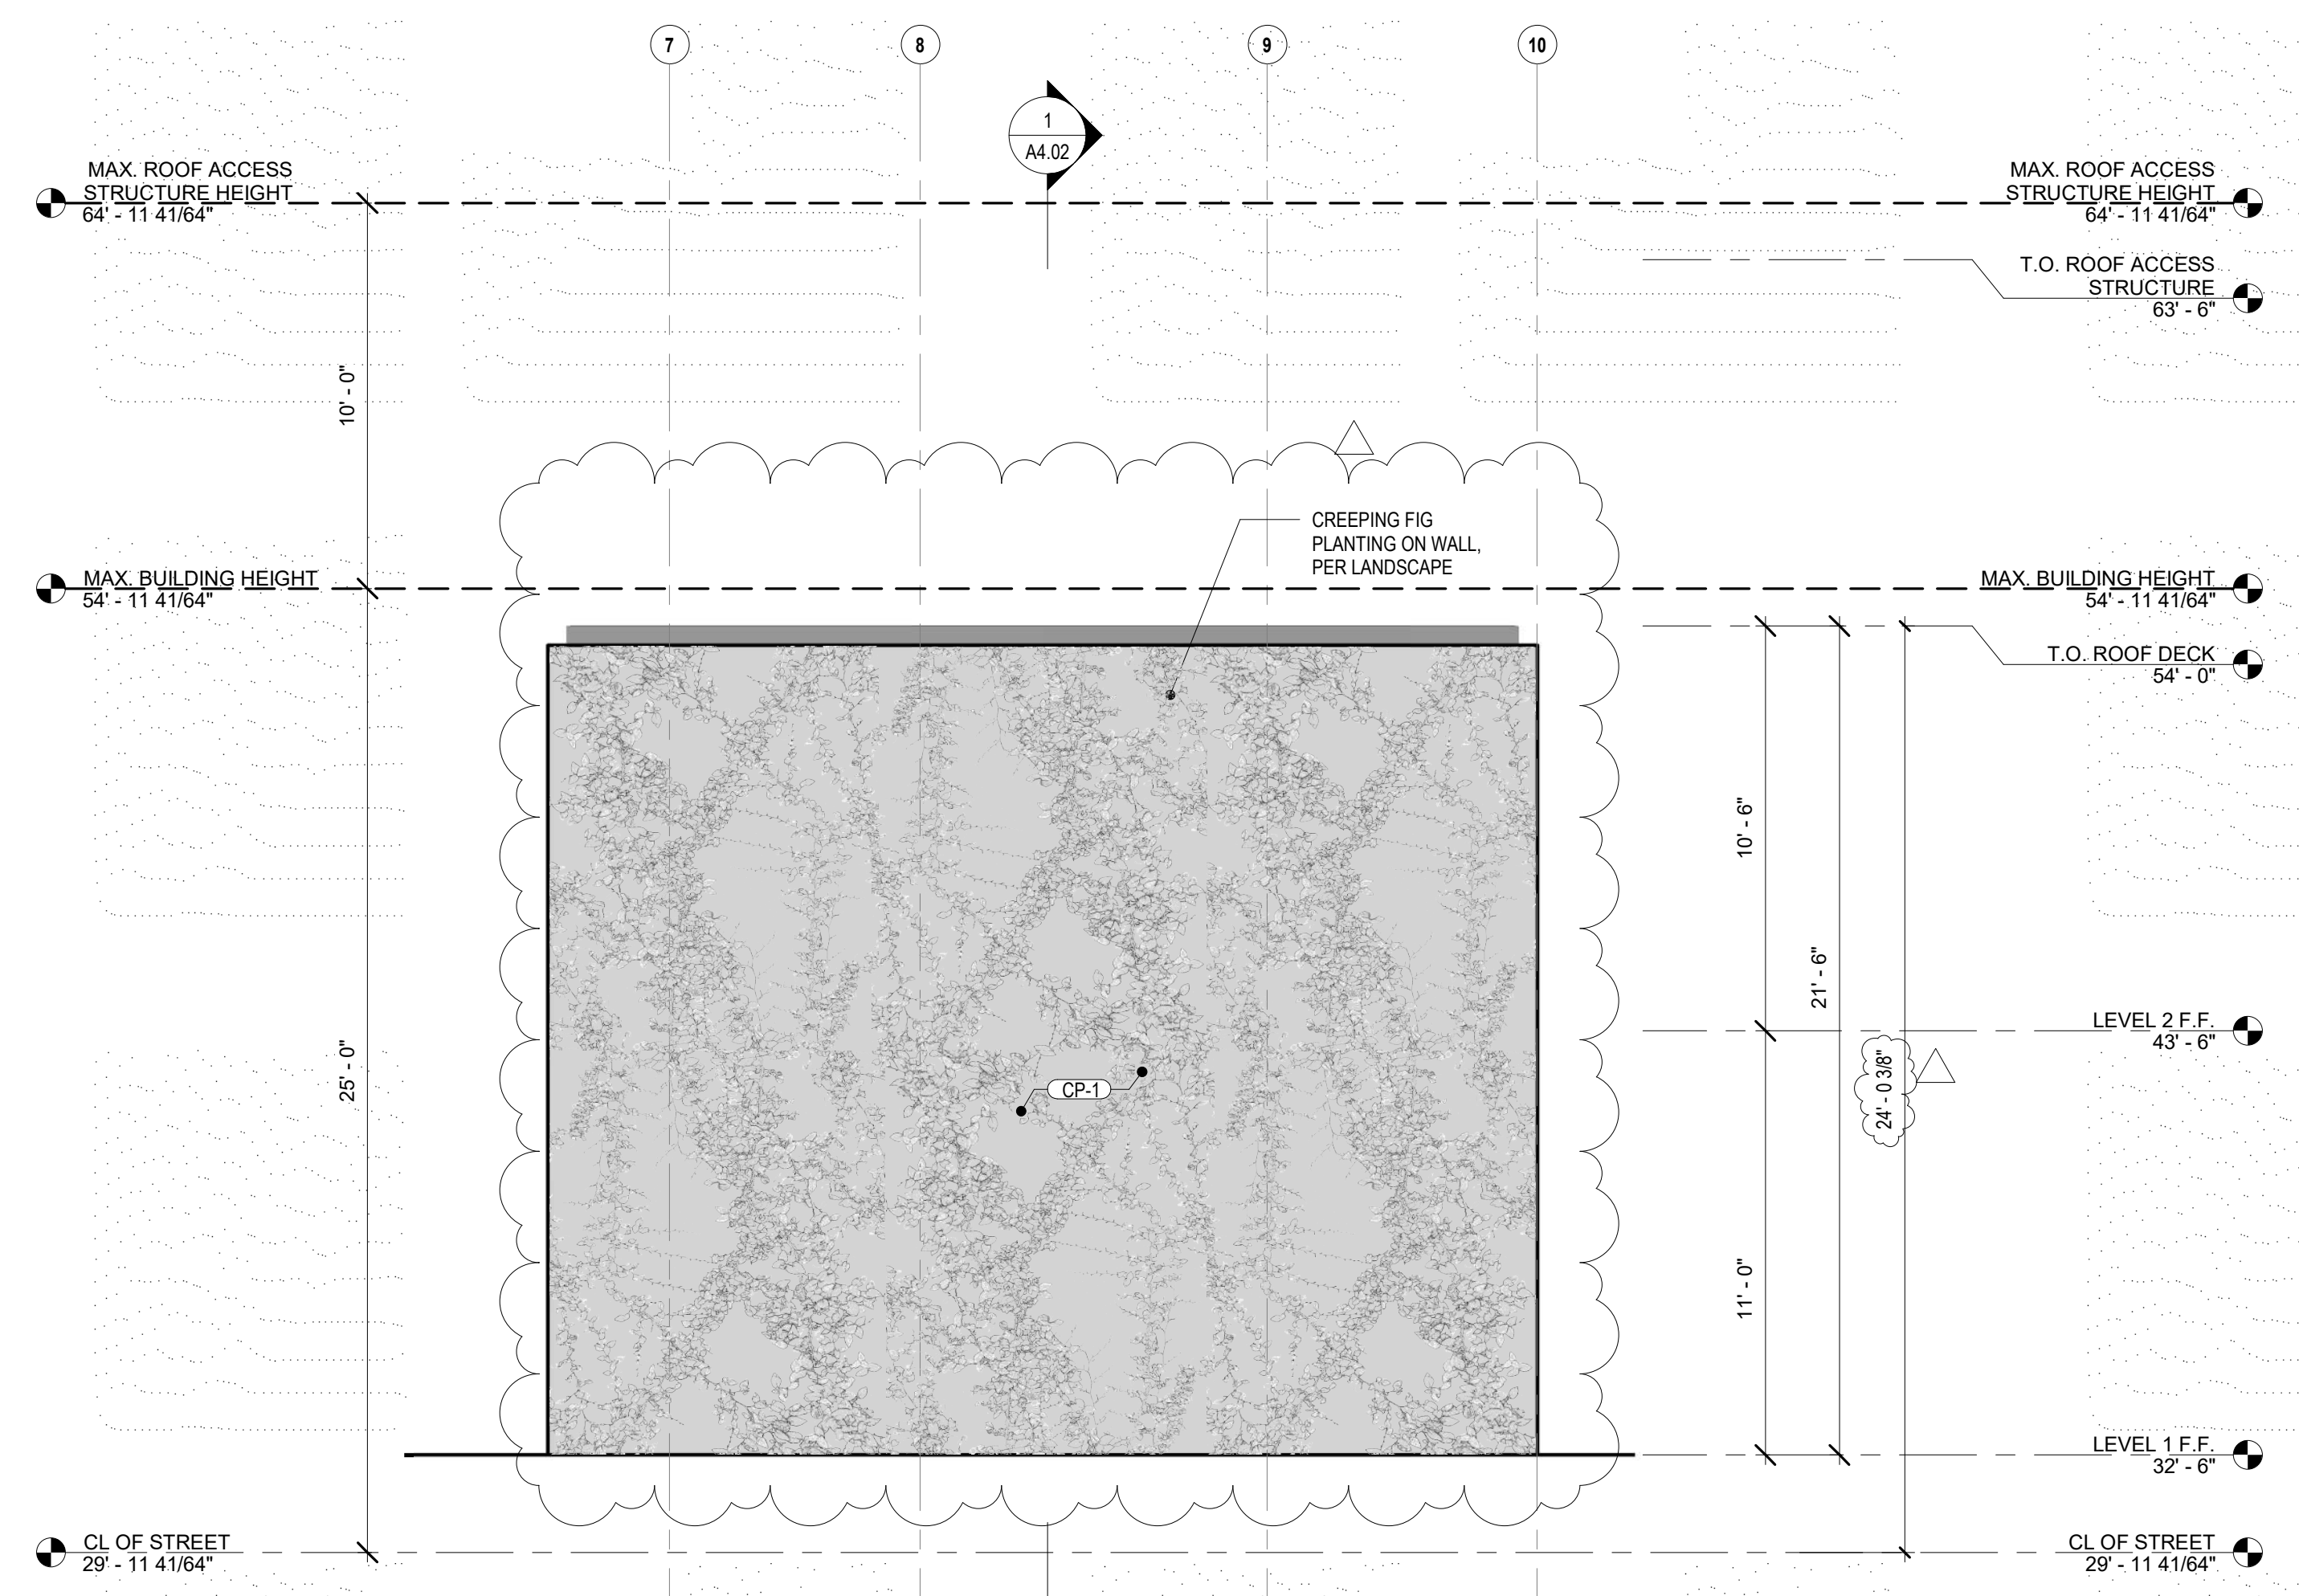 7
8
9
10
1
A4.02
MAX. ROOF ACCESS
STRUCTURE HEIGHT
64' - 11 41/64"
MAX. ROOF ACCESS
STRUCTURE HEIGHT
64' - 11 41/64"
T.O. ROOF ACCESS
STRUCTURE
63' - 6"
10' - 0"
CREEPING FIG
PLANTING ON WALL,
PER LANDSCAPE
MAX. BUILDING HEIGHT
54' - 11 41/64"
MAX. BUILDING HEIGHT
54' - 11 41/64"
T.O. ROOF DECK
54' - 0"
10' - 6"
21' - 6"
LEVEL 2 F.F.
43' - 6"
25' - 0"
CP-1
24' - 0 3/8"
11' - 0"
LEVEL 1 F.F.
32' - 6"
CL OF STREET
29' - 11 41/64"
CL OF STREET
29' - 11 41/64"